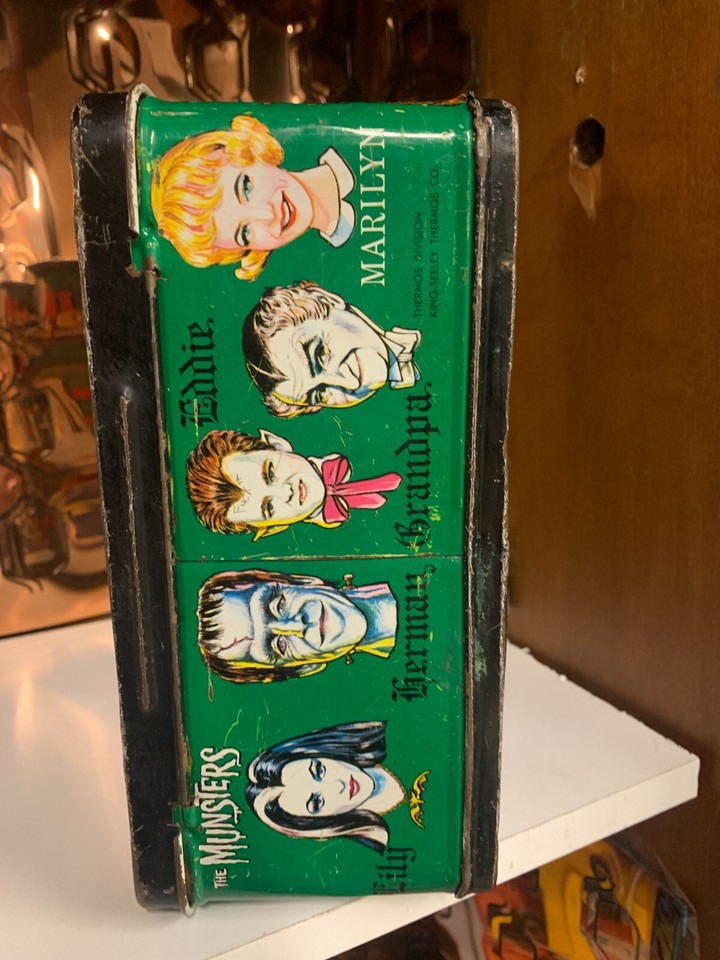 THE MUNSTERS
Lily
Herman
Eddie.
Grandpa.
MARILYN
THERMOS DIVISION
KING-SEELEY THERMOS CO.